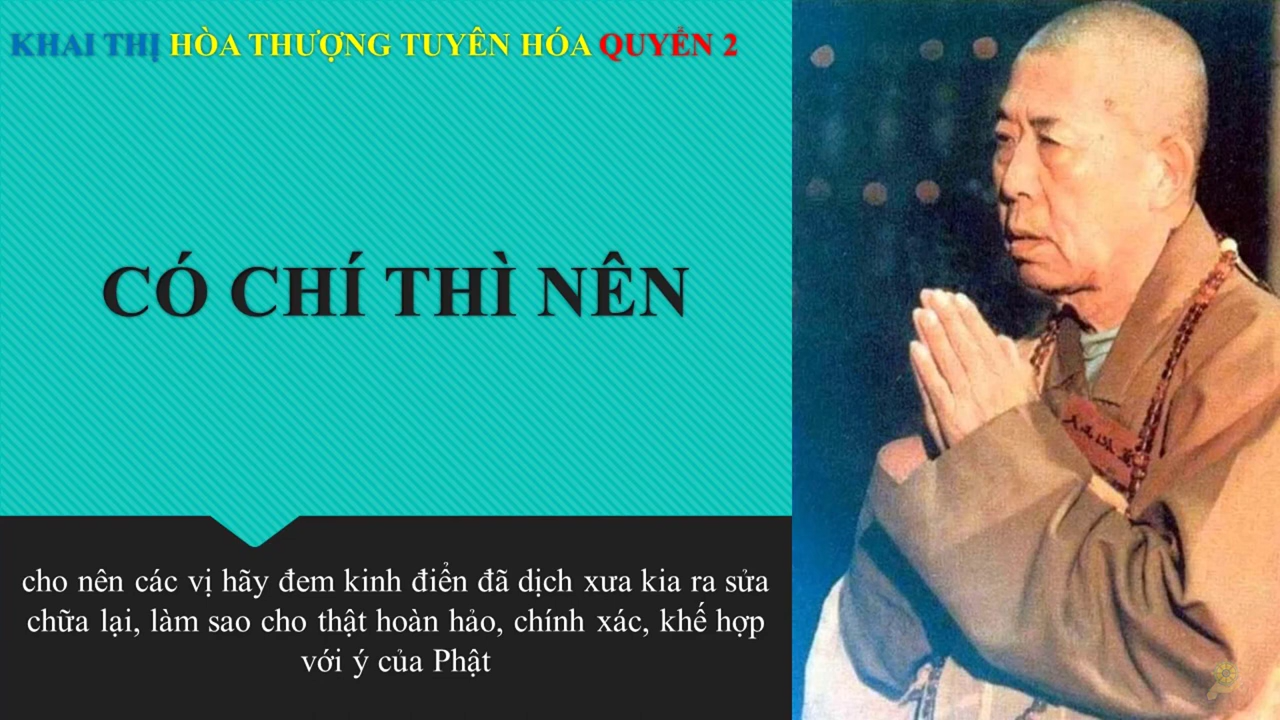 KHAI THỊ HÒA THƯỢNG TUYÊN HÓA QUYỂN 2
CÓ CHÍ THÌ NÊN
cho nên các vị hãy đem kinh điển đã dịch xưa kia ra sửa
chữa lại, làm sao cho thật hoàn hảo, chính xác, khế hợp
với ý của Phật